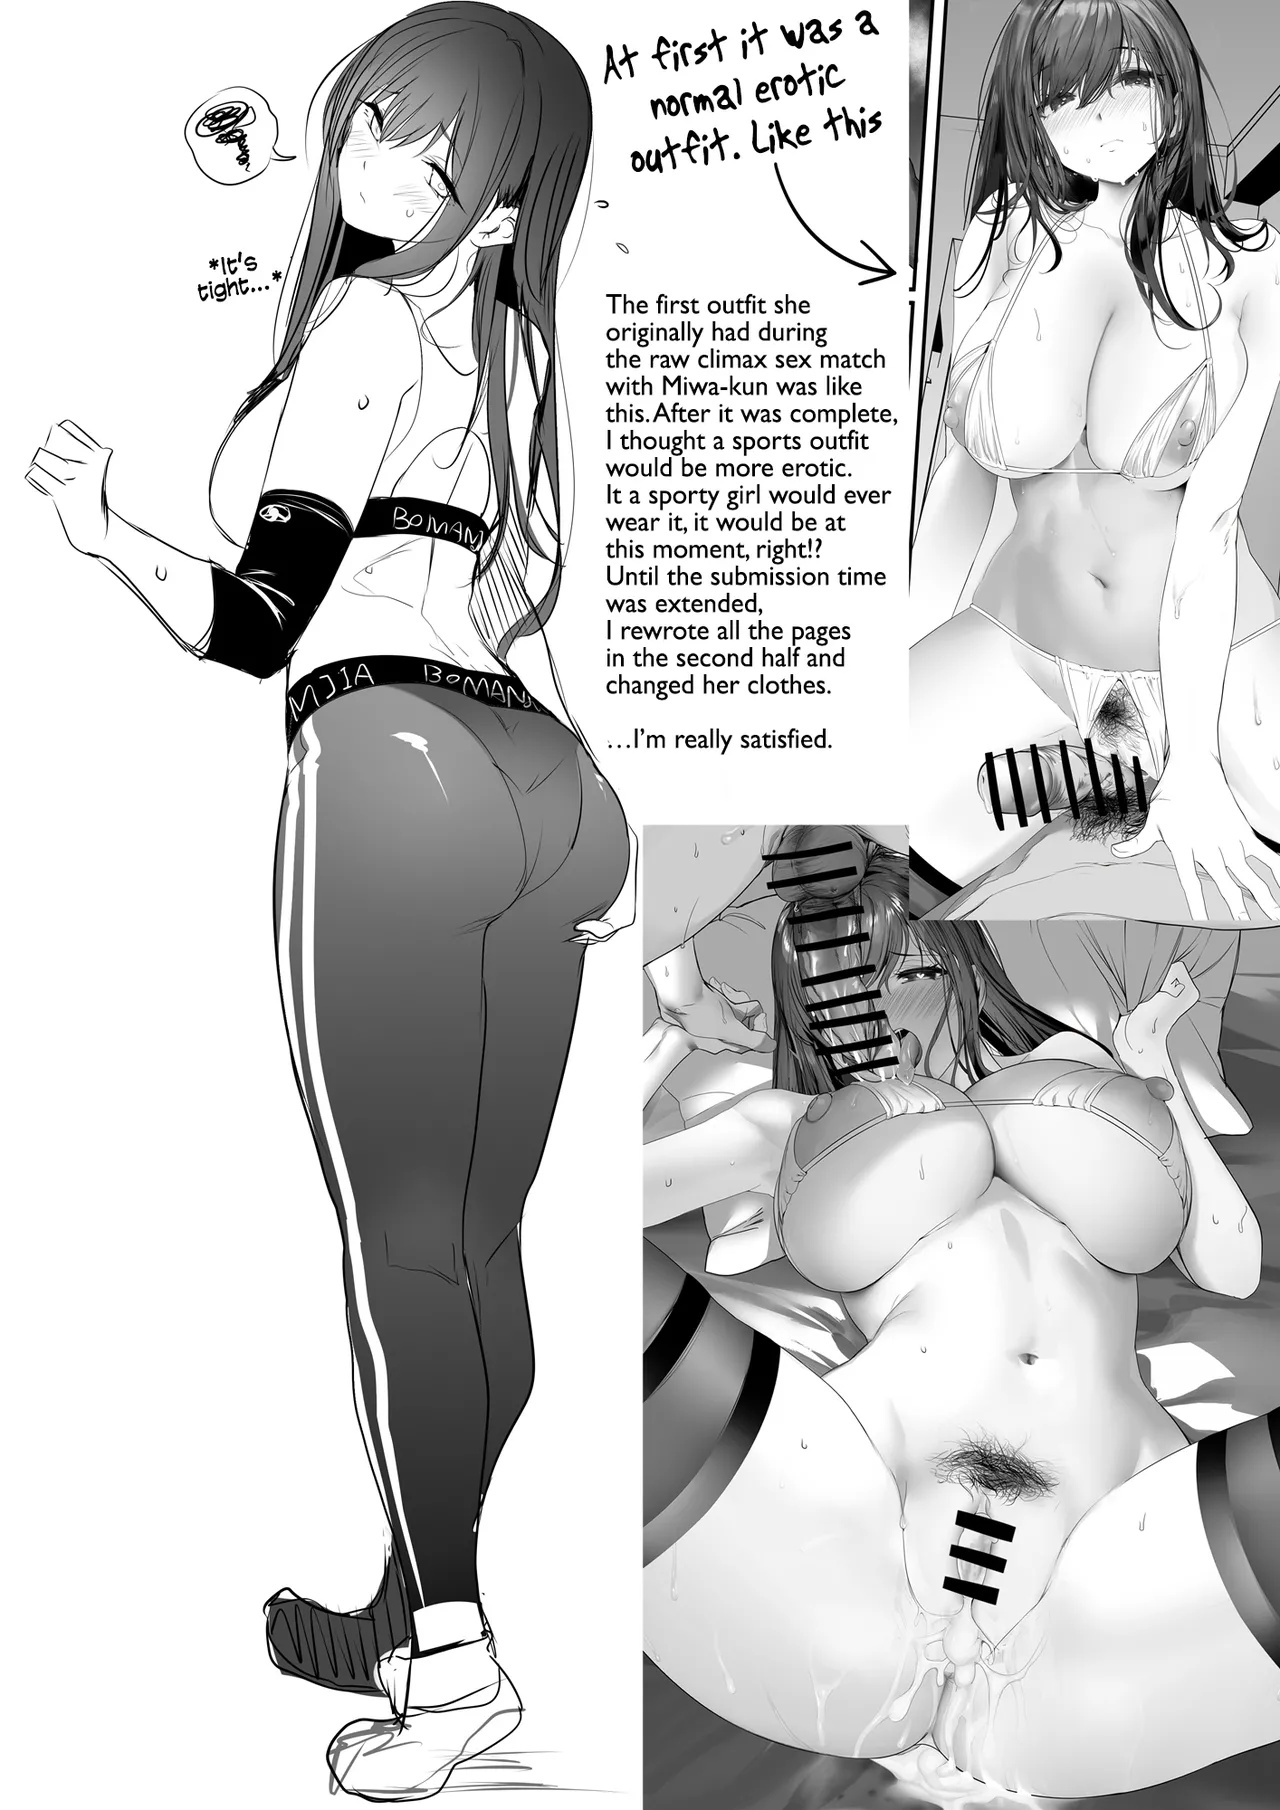 At first it was a
normal erotic
outfit. Like this
*It's
tight...*
The first outfit she
originally had during
the raw climax sex match
with Miwa-kun was like
this. After it was complete,
I thought a sports outfit
would be more erotic.
It a sporty girl would ever
wear it, it would be at
this moment, right!?
Until the submission time
was extended,
I rewrote all the pages
in the second half and
changed her clothes.
...I'm really satisfied.
BOMANJ
MJIA BOMANJ